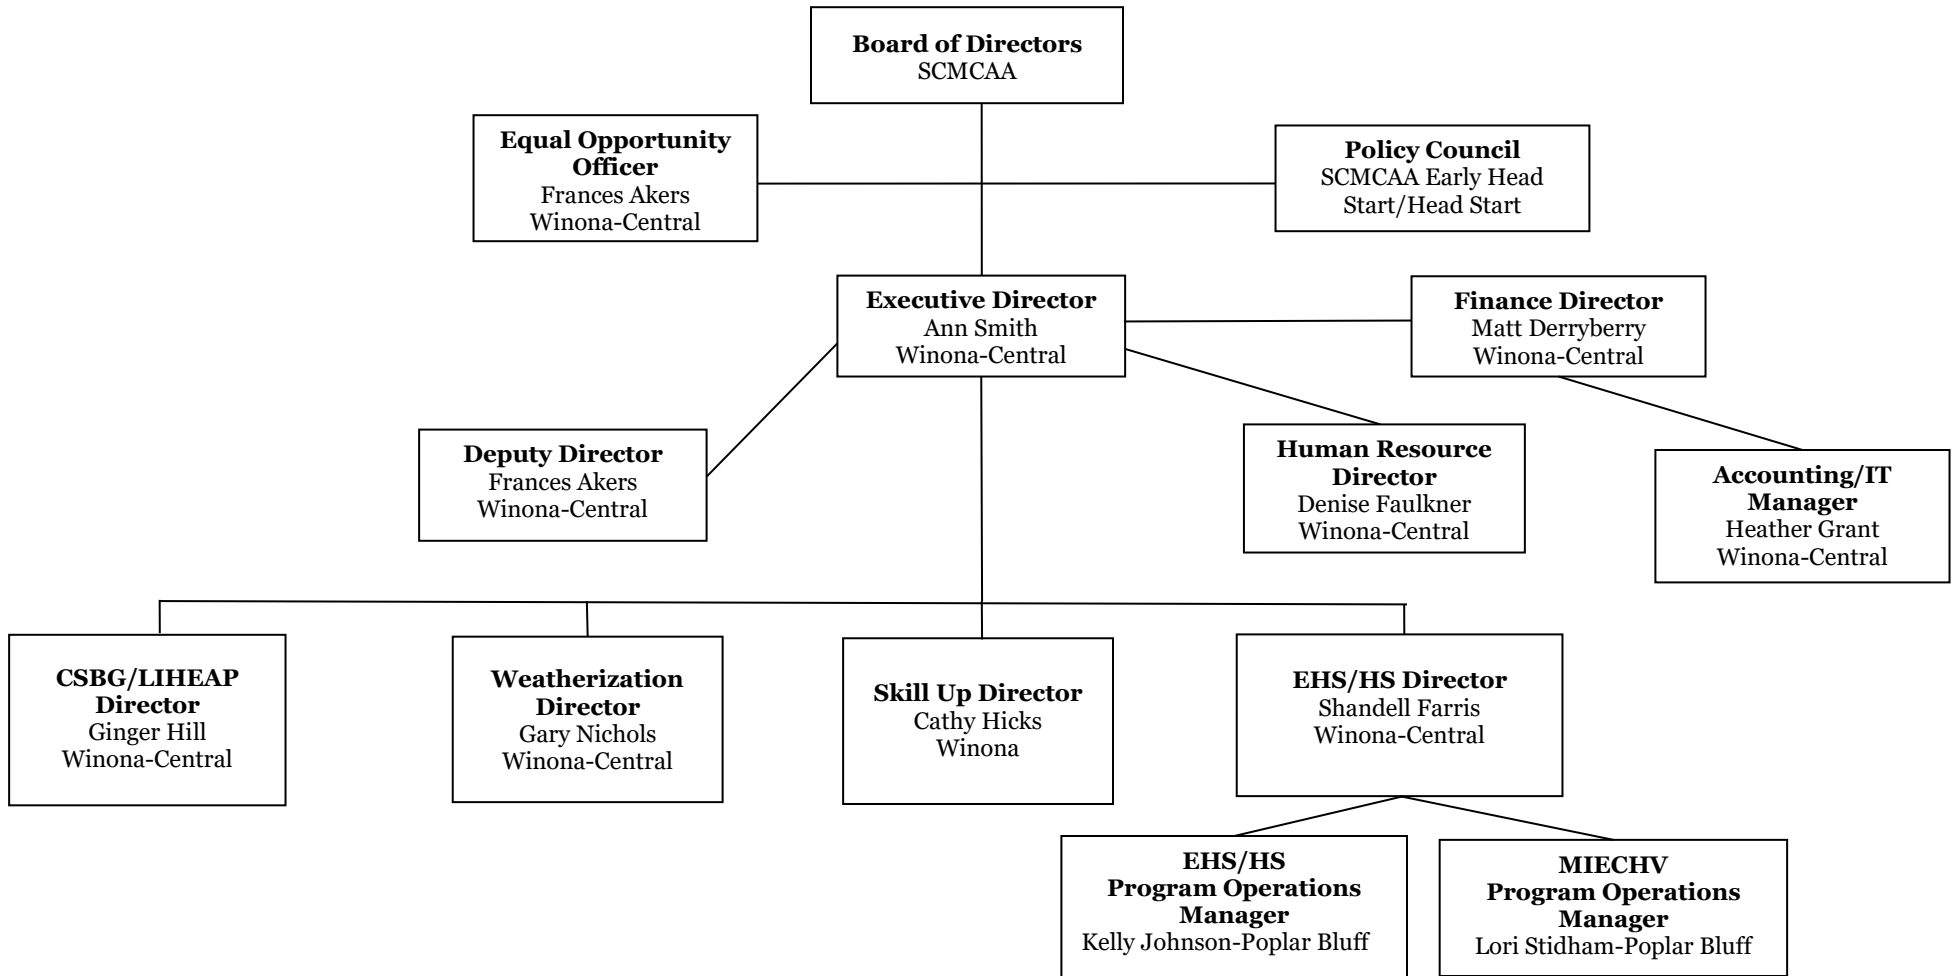 Board of Directors
SCMCAA
Equal Opportunity
Officer
Frances Akers
Winona-Central
Policy Council
SCMCAA Early Head
Start/Head Start
Executive Director
Ann Smith
Winona-Central
Finance Director
Matt Derryberry
Winona-Central
Deputy Director
Frances Akers
Winona-Central
Human Resource
Director
Denise Faulkner
Winona-Central
Accounting/IT
Manager
Heather Grant
Winona-Central
CSBG/LIHEAP
Director
Ginger Hill
Winona-Central
Weatherization
Director
Gary Nichols
Winona-Central
Skill Up Director
Cathy Hicks
Winona
EHS/HS Director
Shandell Farris
Winona-Central
EHS/HS
Program Operations
Manager
Kelly Johnson-Poplar Bluff
MIECHV
Program Operations
Manager
Lori Stidham-Poplar Bluff